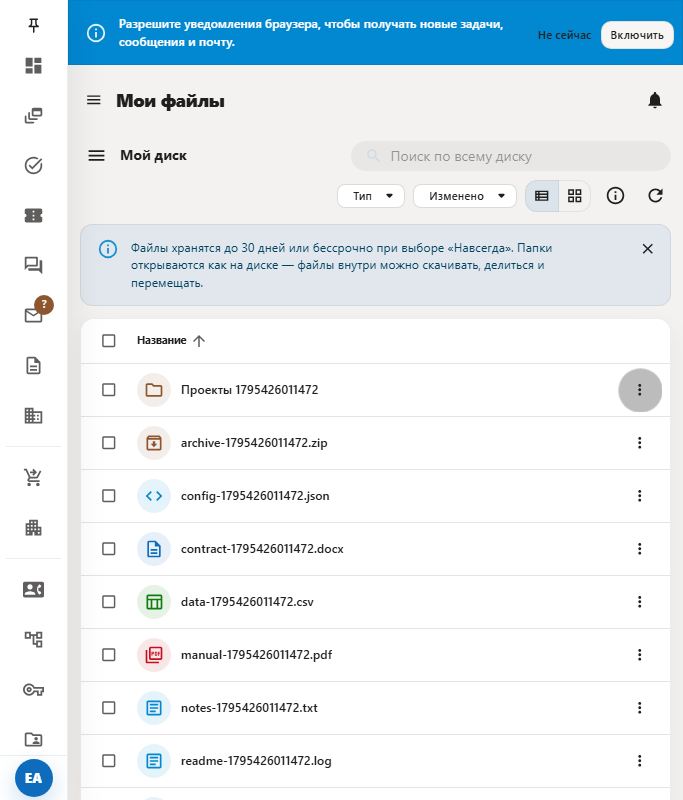 Разрешите уведомления браузера, чтобы получать новые задачи,
сообщения и почту.
Не сейчас
Включить
Мои файлы
Мой диск
Поиск по всему диску
Тип
Изменено
Файлы хранятся до 30 дней или бессрочно при выборе «Навсегда». Папки
открываются как на диске — файлы внутри можно скачивать, делиться и
перемещать.
?
Название
Проекты 1795426011472
archive-1795426011472.zip
config-1795426011472.json
contract-1795426011472.docx
data-1795426011472.csv
PDF
manual-1795426011472.pdf
notes-1795426011472.txt
readme-1795426011472.log
EA